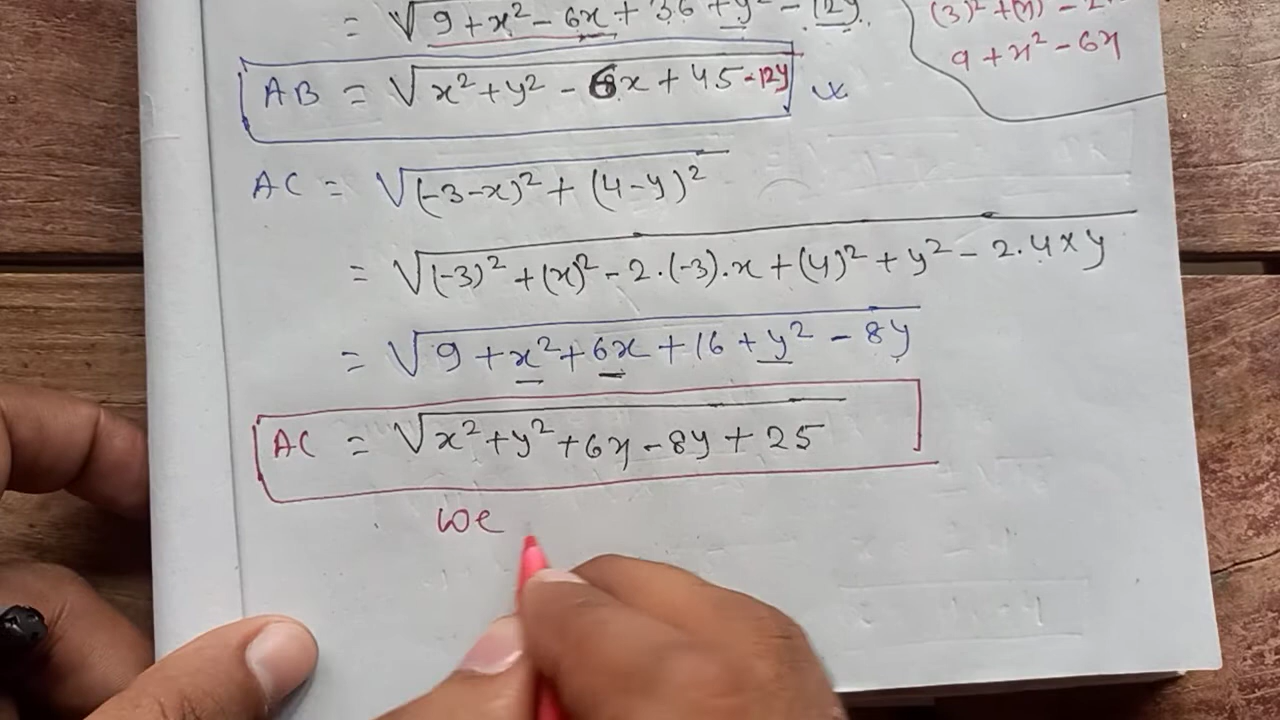 = √9 + x² - 6x + 36 + y² - 12y
(3)² + (x) - 2
9 + x² - 6x
AB = √x² + y² - 6x + 45 - 12y
AC = √(-3-x)² + (4-y)²
= √(-3)² + (x)² - 2.(-3).x + (4)² + y² - 2.4×y
= √9 + x² + 6x + 16 + y² - 8y
AC = √x² + y² + 6x - 8y + 25
we